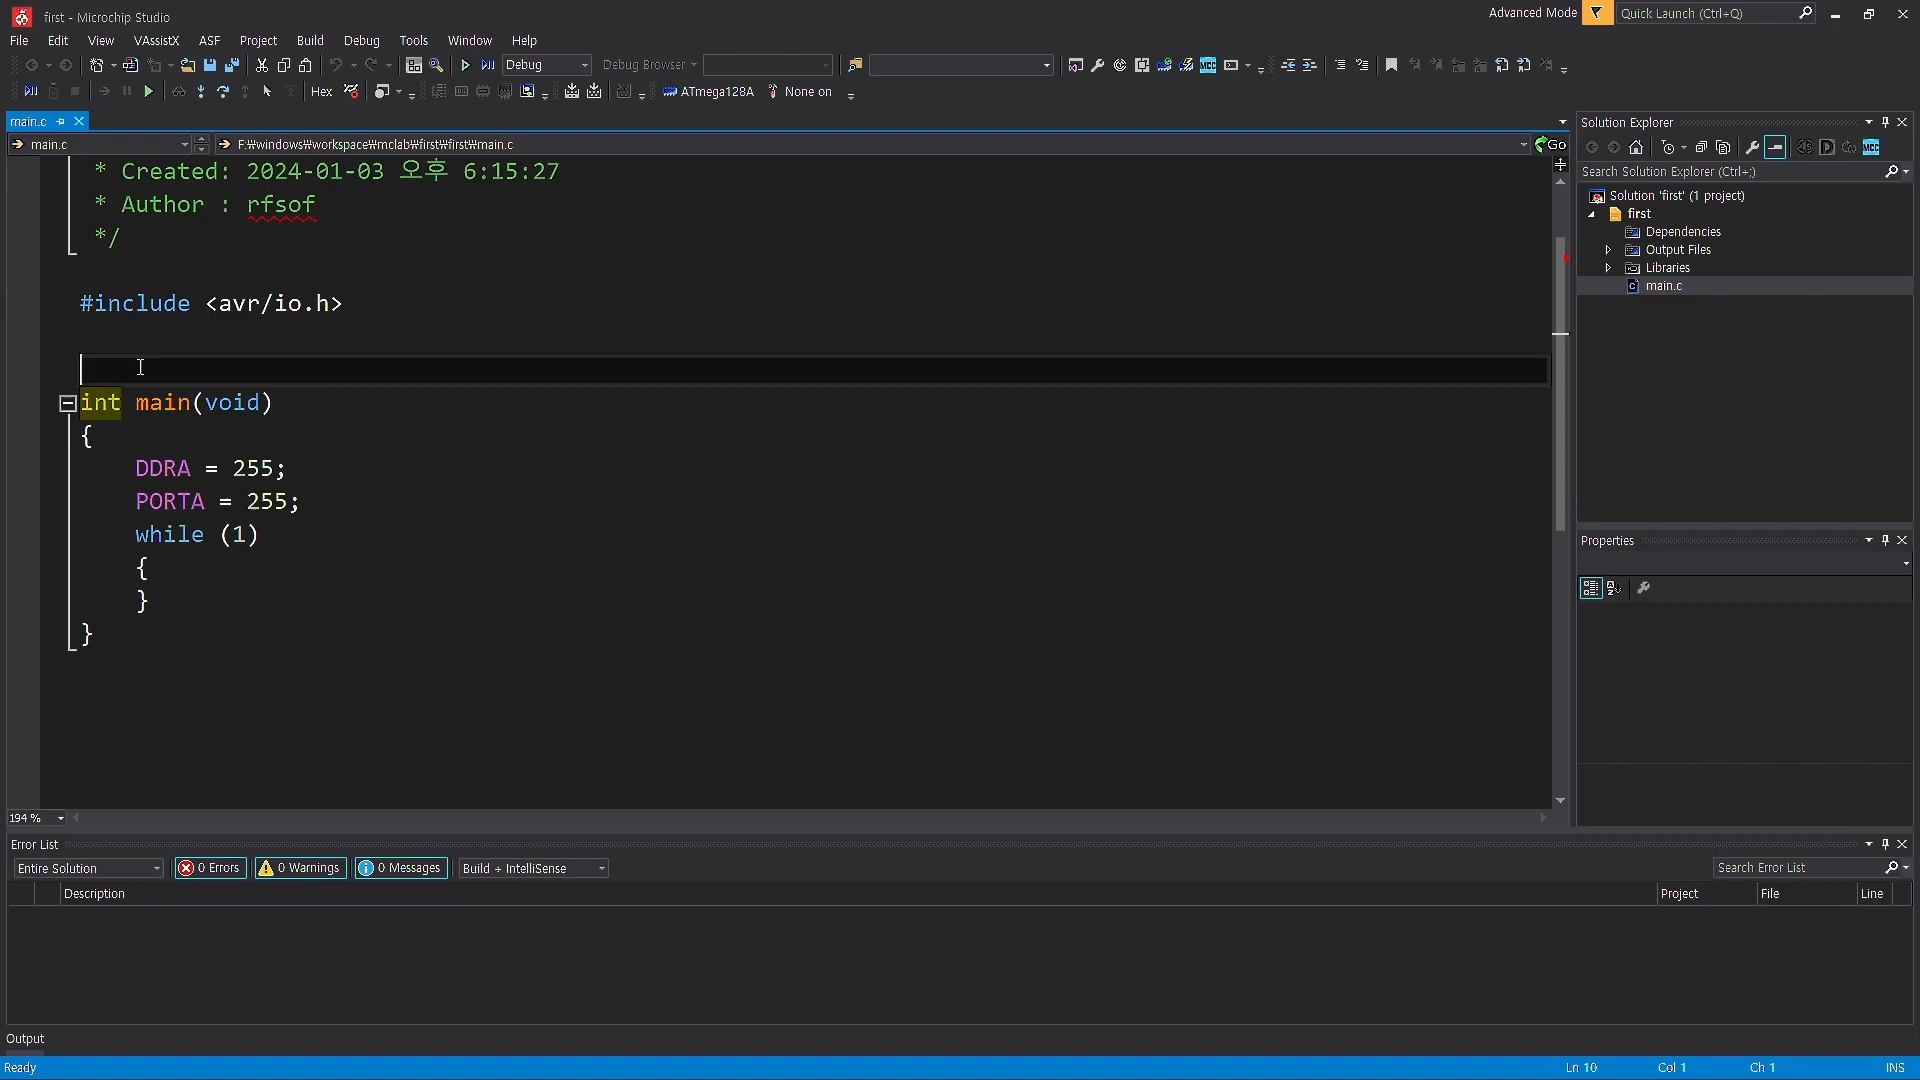 first - Microchip Studio
Advanced Mode
Quick Launch (Ctrl+Q)
File Edit View VAssistX ASF Project Build Debug Tools Window Help
Debug Debug Browser
Hex ATmega128A None on
main.c
main.c F:₩windows₩workspace₩mclab₩first₩first₩main.c Go
* Created: 2024-01-03 오후 6:15:27
* Author : rfsof
*/
#include <avr/io.h>
int main(void)
{
DDRA = 255;
PORTA = 255;
while (1)
{
}
}
194 %
Solution Explorer
Search Solution Explorer (Ctrl+;)
Solution 'first' (1 project)
first
Dependencies
Output Files
Libraries
main.c
Properties
Error List
Entire Solution 0 Errors 0 Warnings 0 Messages Build + IntelliSense Search Error List
Description Project File Line
Output
Ready Ln 10 Col 1 Ch 1 INS